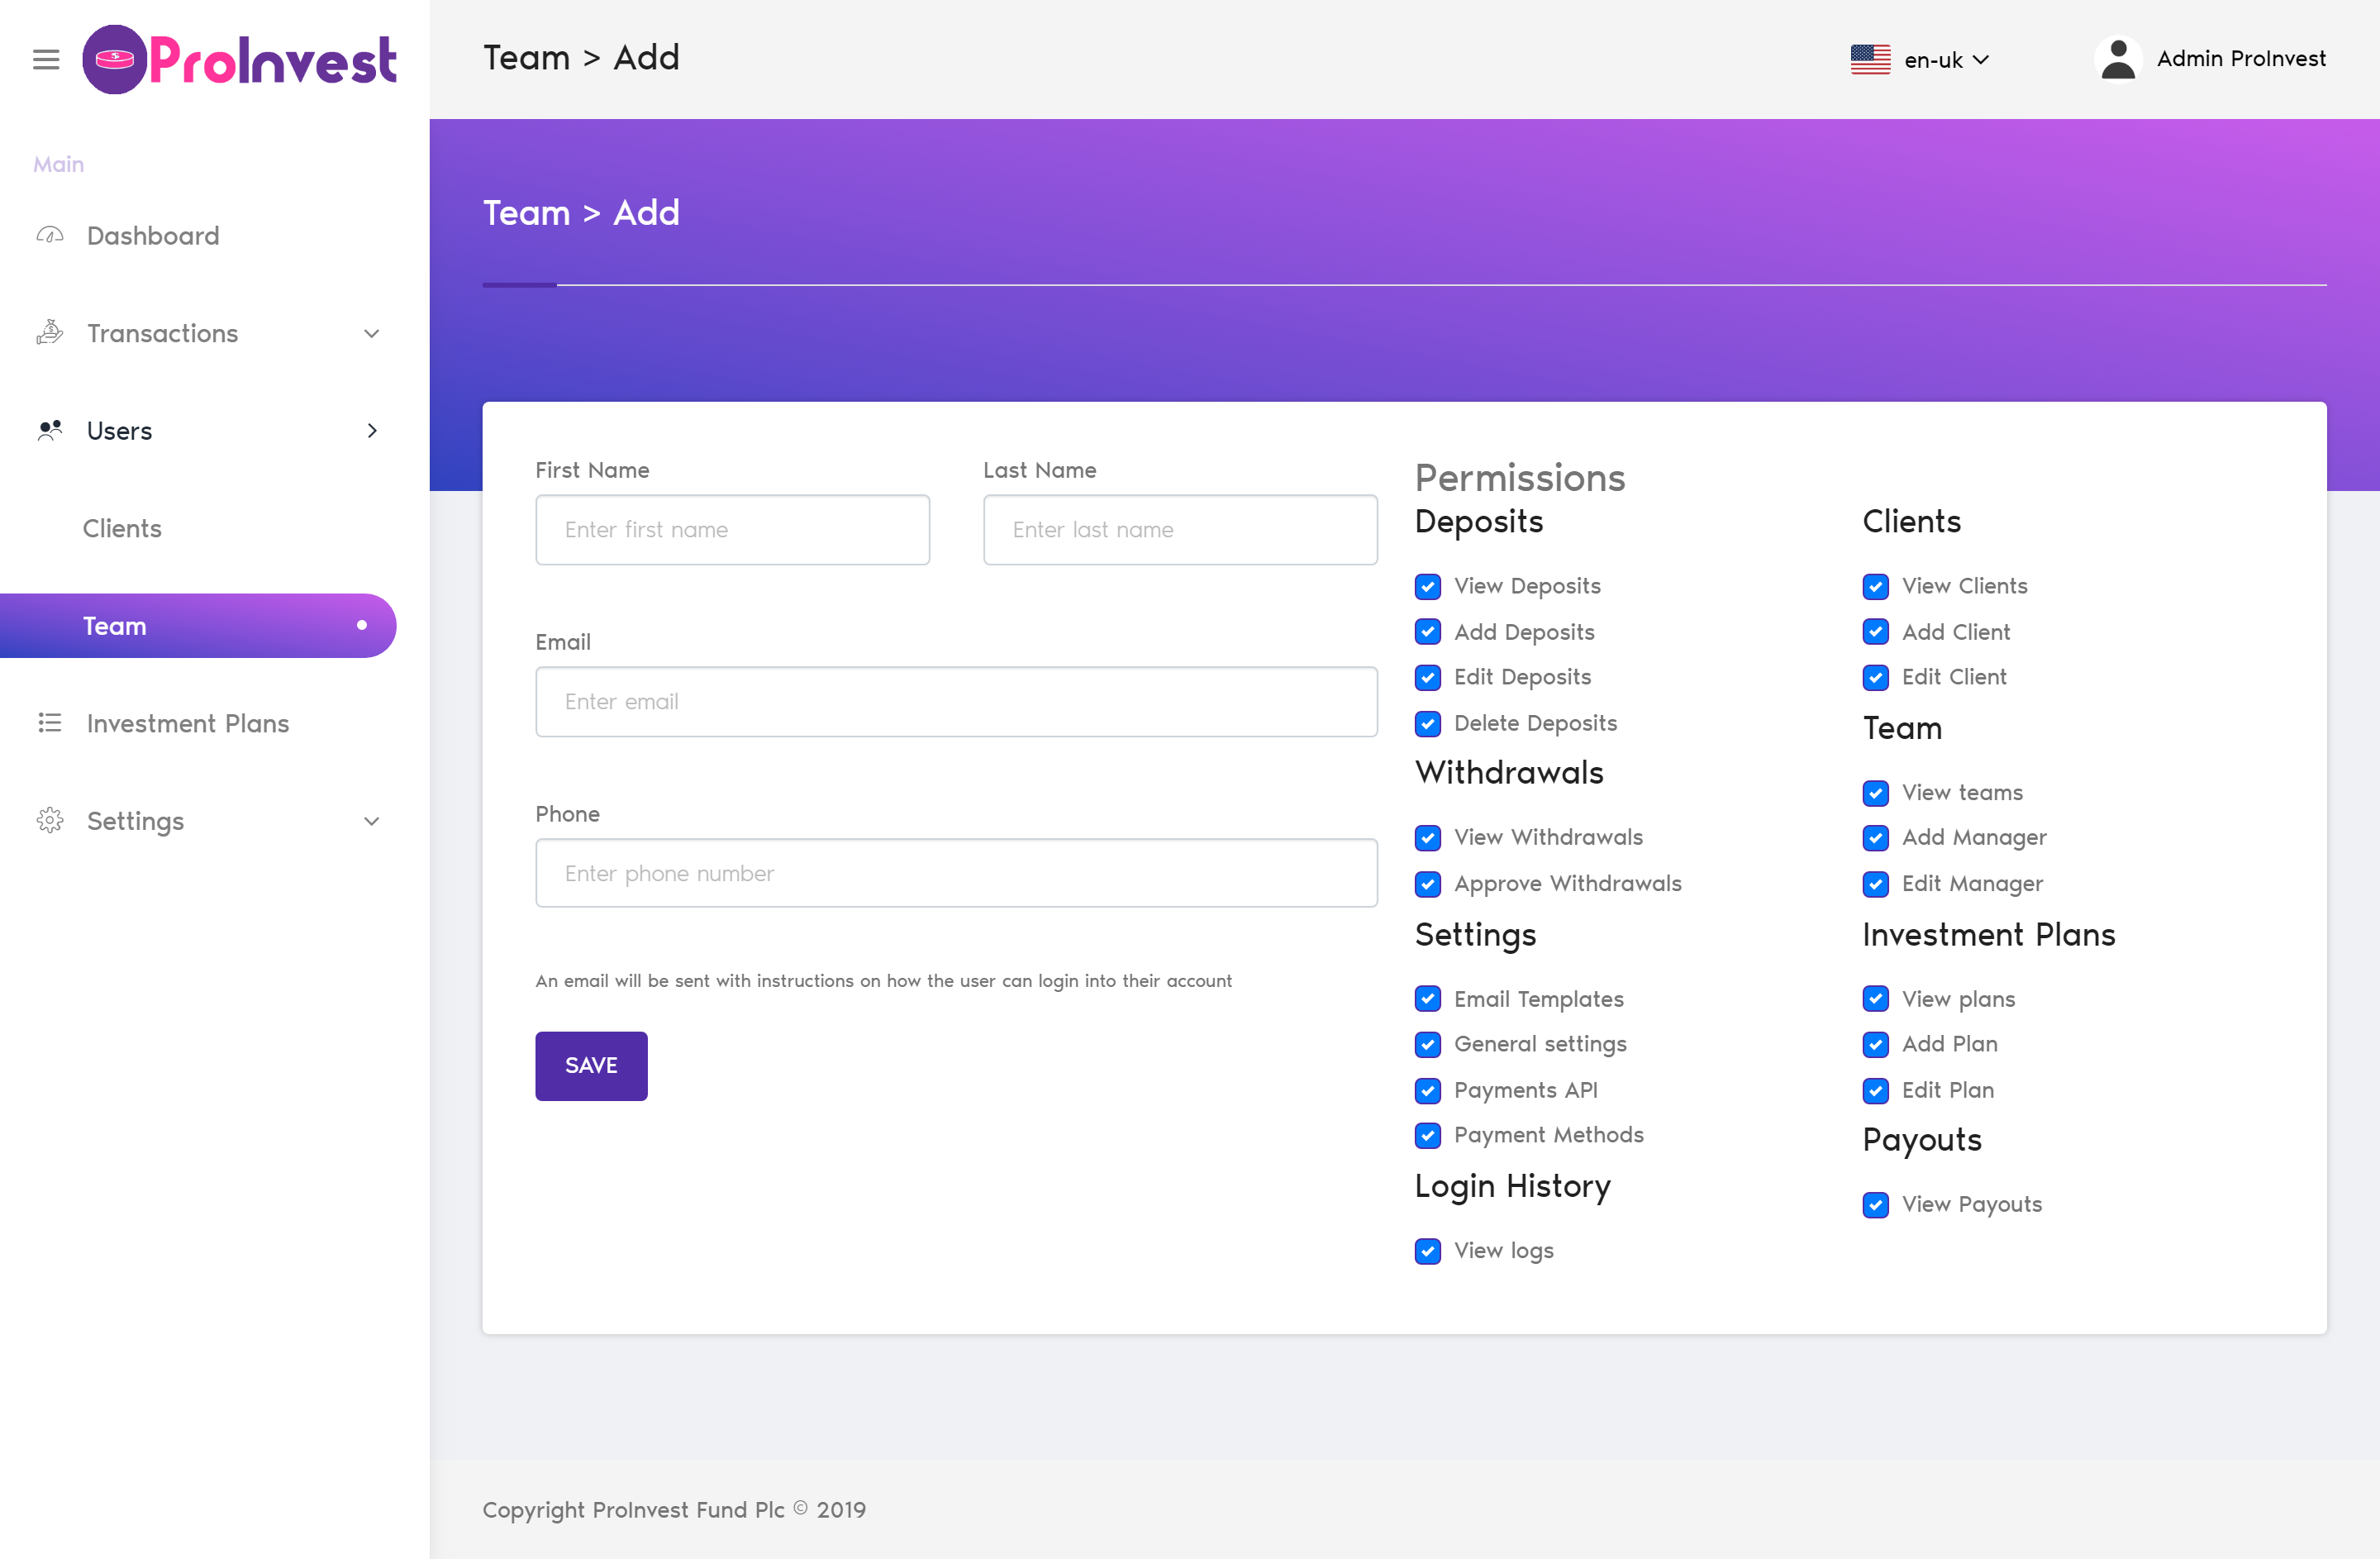 ProInvest
Main
Dashboard
Transactions
Users
Clients
Team
Investment Plans
Settings
Team > Add
en-uk
Admin ProInvest
Team > Add
First Name
Last Name
Enter first name
Enter last name
Email
Enter email
Phone
Enter phone number
An email will be sent with instructions on how the user can login into their account
SAVE
Permissions
Deposits
View Deposits
Add Deposits
Edit Deposits
Delete Deposits
Withdrawals
View Withdrawals
Approve Withdrawals
Settings
Email Templates
General settings
Payments API
Payment Methods
Login History
View logs
Clients
View Clients
Add Client
Edit Client
Team
View teams
Add Manager
Edit Manager
Investment Plans
View plans
Add Plan
Edit Plan
Payouts
View Payouts
Copyright ProInvest Fund Plc © 2019